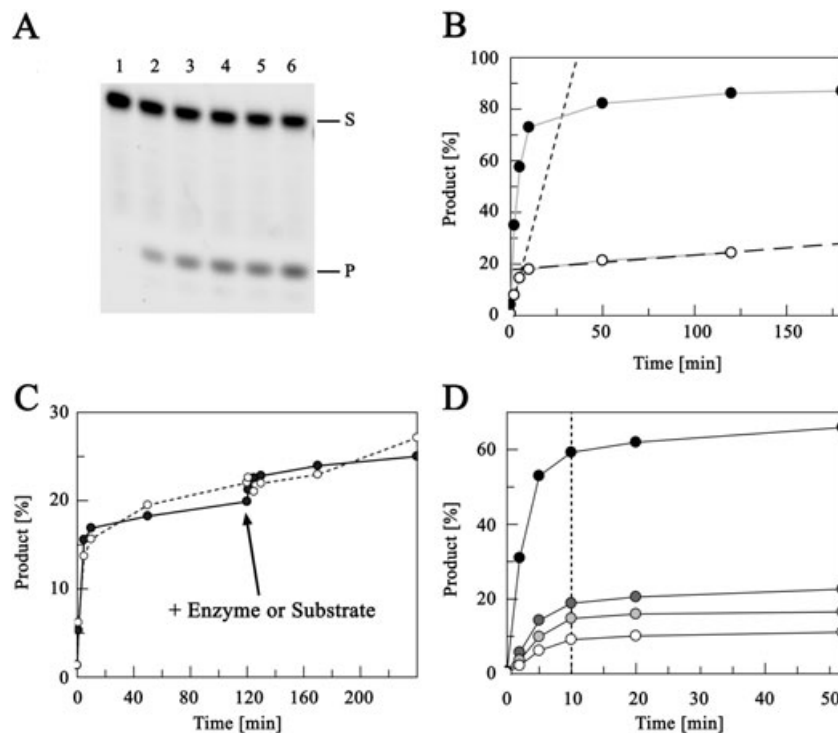 A
1 2 3 4 5 6
S
P
B
Product [%]
100
80
60
40
20
0
0 50 100 150
Time [min]
C
Product [%]
30
20
10
0
+ Enzyme or Substrate
0 40 80 120 160 200
Time [min]
D
Product [%]
60
40
20
0
0 10 20 30 40 50
Time [min]